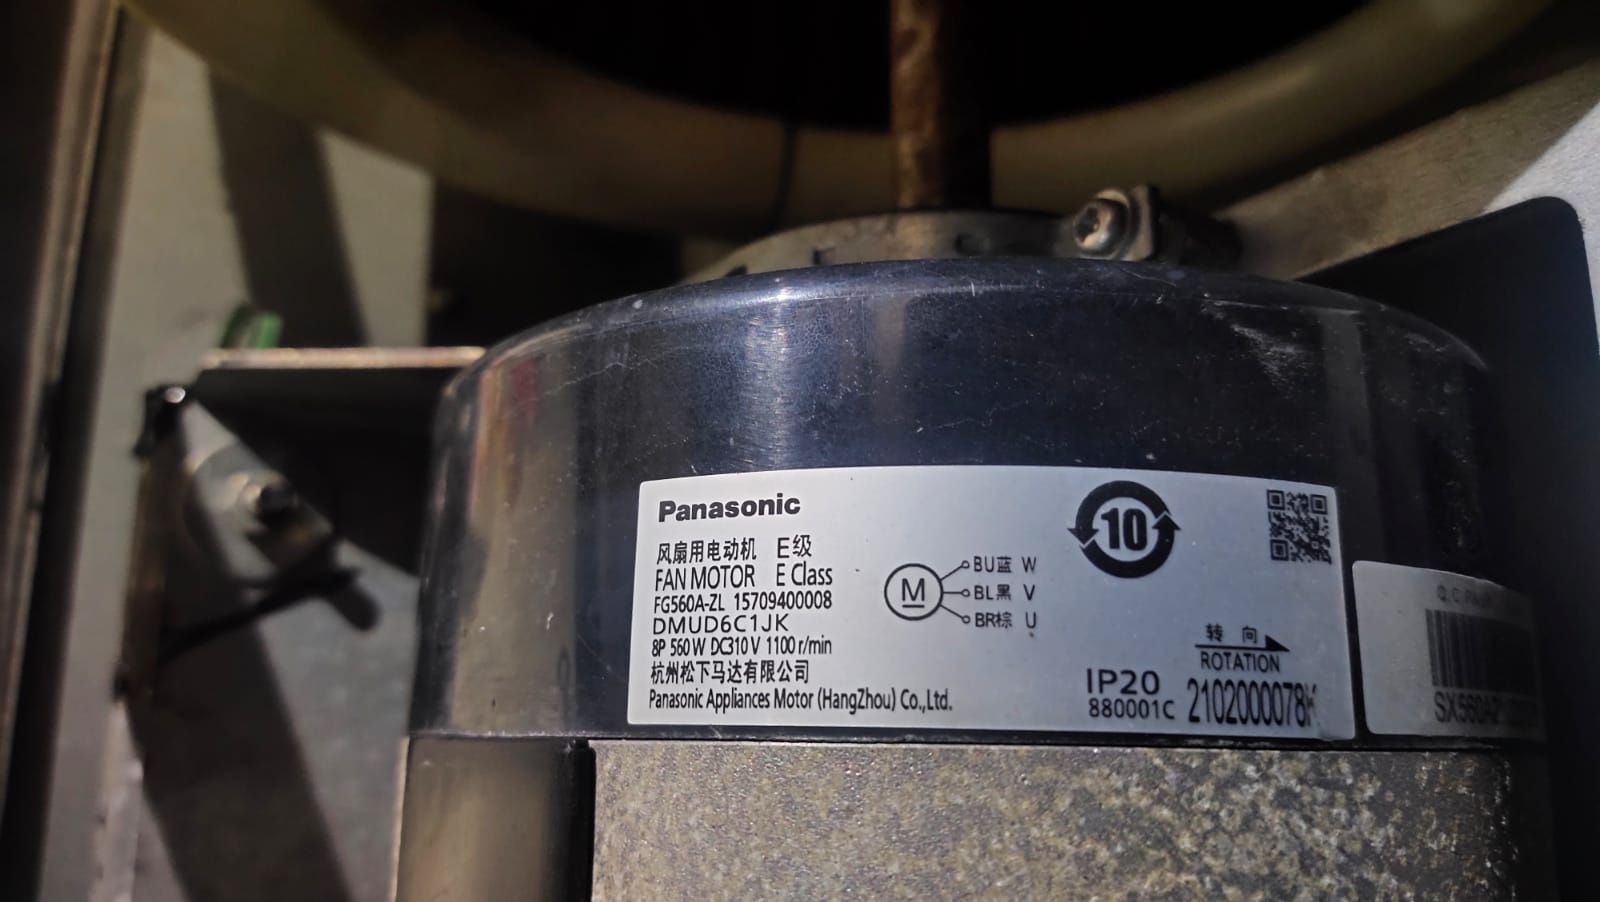 Panasonic
风扇用电动机 E级
FAN MOTOR E Class
FG560A-ZL 15709400008
DMUD6C1JK
8P 560W DC310V 1100 r/min
杭州松下马达有限公司
Panasonic Appliances Motor (HangZhou) Co.,Ltd.
M
BU蓝 W
BL黑 V
BR棕 U
10
转向
ROTATION
IP20
880001C 2102000078K
Q.C.